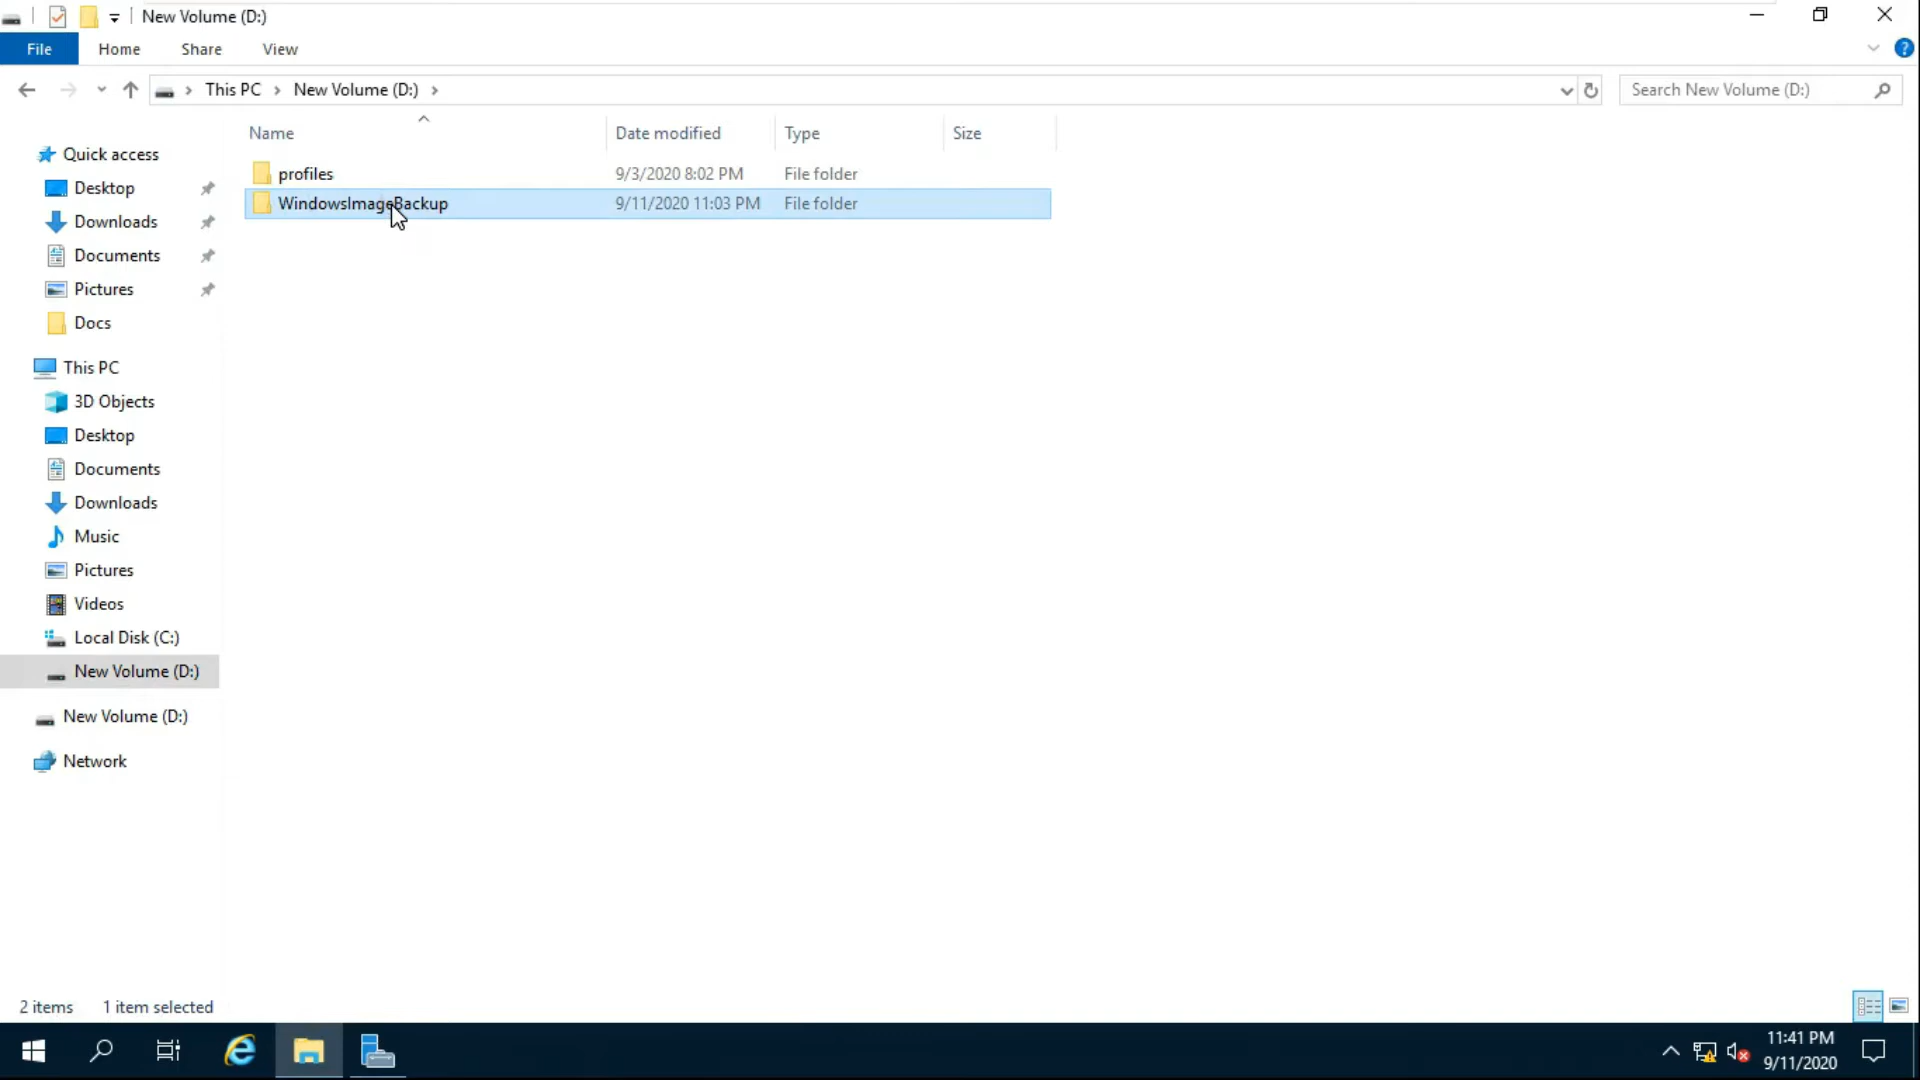 New Volume (D:)
File Home Share View
This PC New Volume (D:)
Search New Volume (D:)
Name Date modified Type Size
profiles 9/3/2020 8:02 PM File folder
WindowsImageBackup 9/11/2020 11:03 PM File folder
Quick access
Desktop
Downloads
Documents
Pictures
Docs
This PC
3D Objects
Desktop
Documents
Downloads
Music
Pictures
Videos
Local Disk (C:)
New Volume (D:)
New Volume (D:)
Network
2 items 1 item selected
11:41 PM
9/11/2020